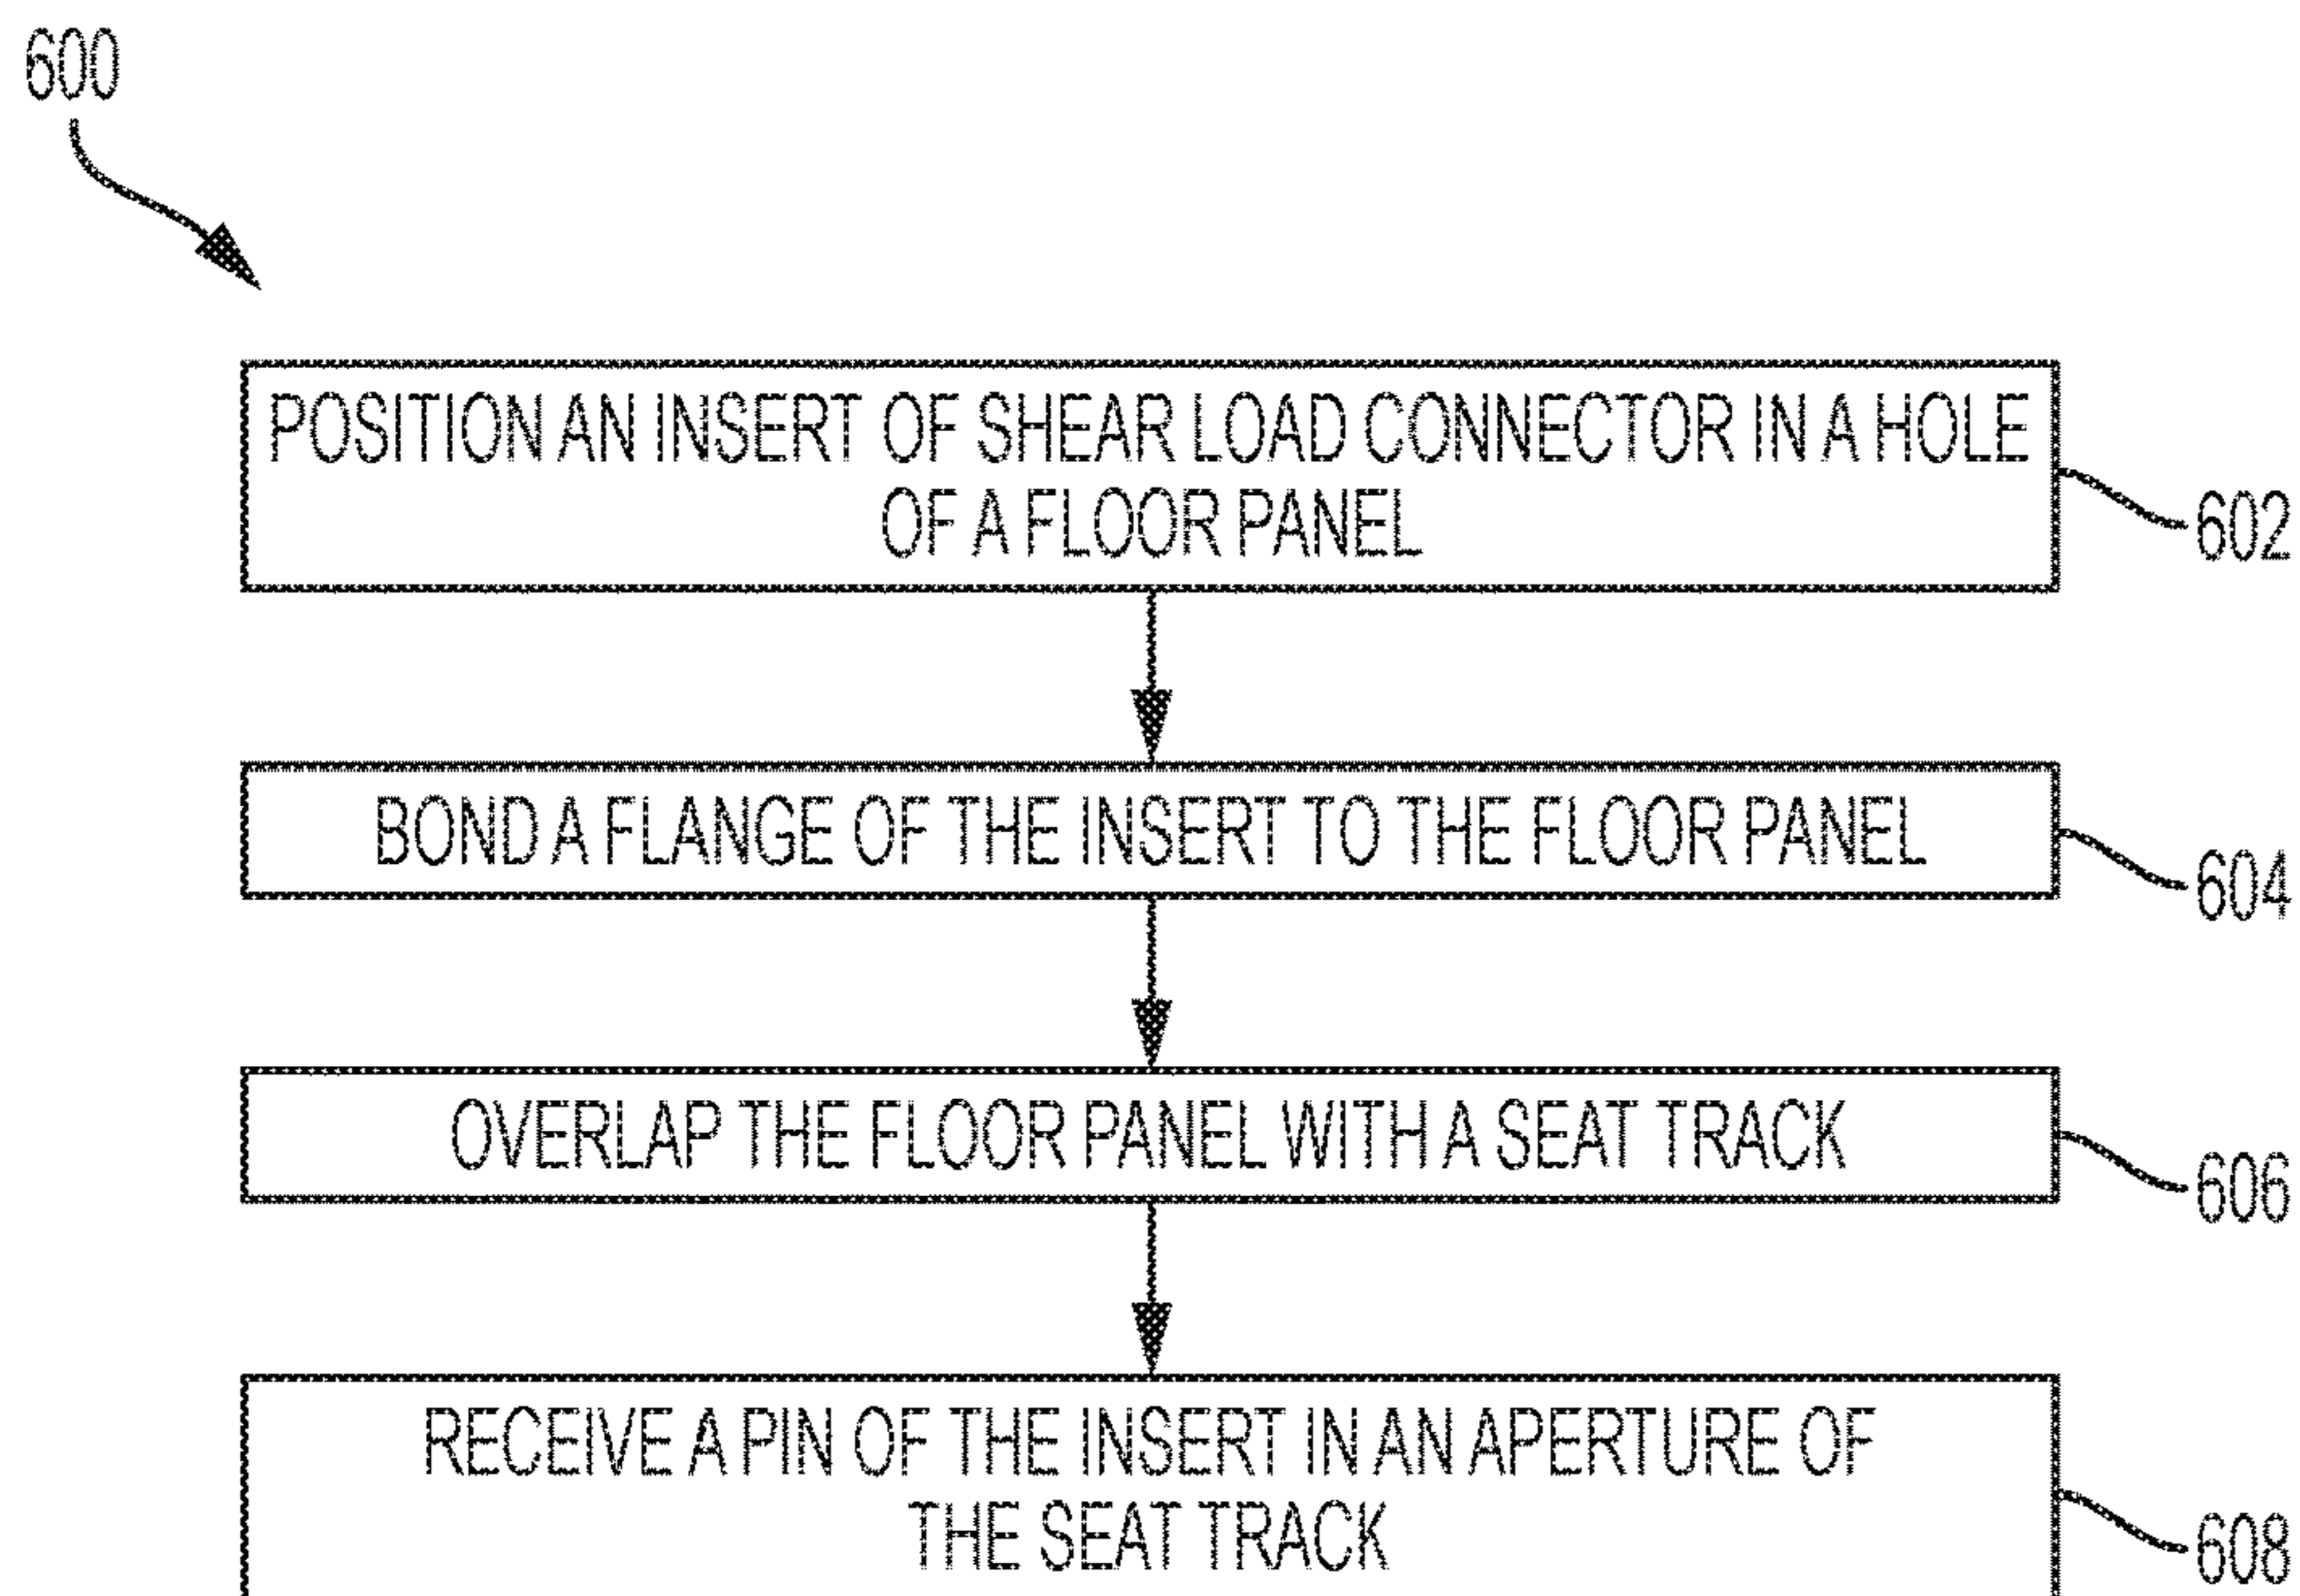 600
POSITION AN INSERT OF SHEAR LOAD CONNECTOR IN A HOLE
OF A FLOOR PANEL
602
BOND A FLANGE OF THE INSERT TO THE FLOOR PANEL
604
OVERLAP THE FLOOR PANEL WITH A SEAT TRACK
606
RECEIVE A PIN OF THE INSERT IN AN APERTURE OF
THE SEAT TRACK
608